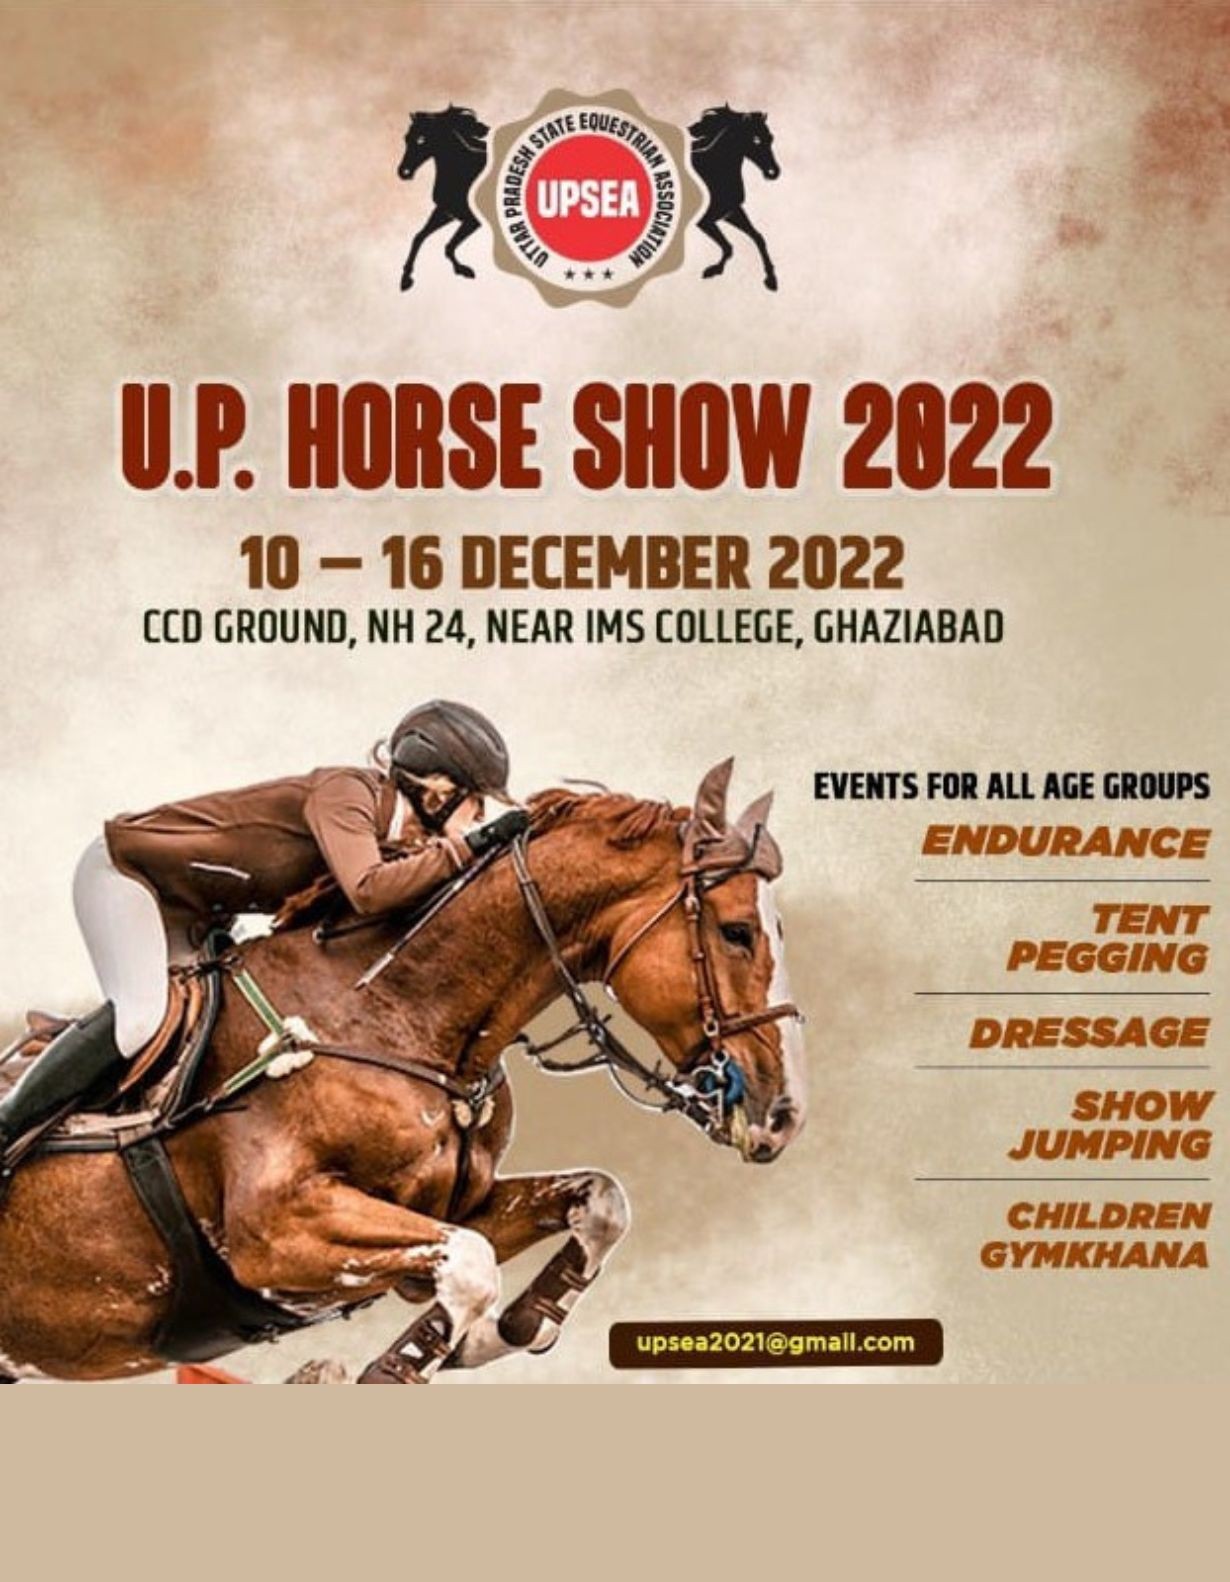 UTTAR PRADESH STATE EQUESTRIAN ASSOCIATION
UPSEA
U.P. HORSE SHOW 2022
10 – 16 DECEMBER 2022
CCD GROUND, NH 24, NEAR IMS COLLEGE, GHAZIABAD
EVENTS FOR ALL AGE GROUPS
ENDURANCE
TENT
PEGGING
DRESSAGE
SHOW
JUMPING
CHILDREN
GYMKHANA
upsea2021@gmail.com